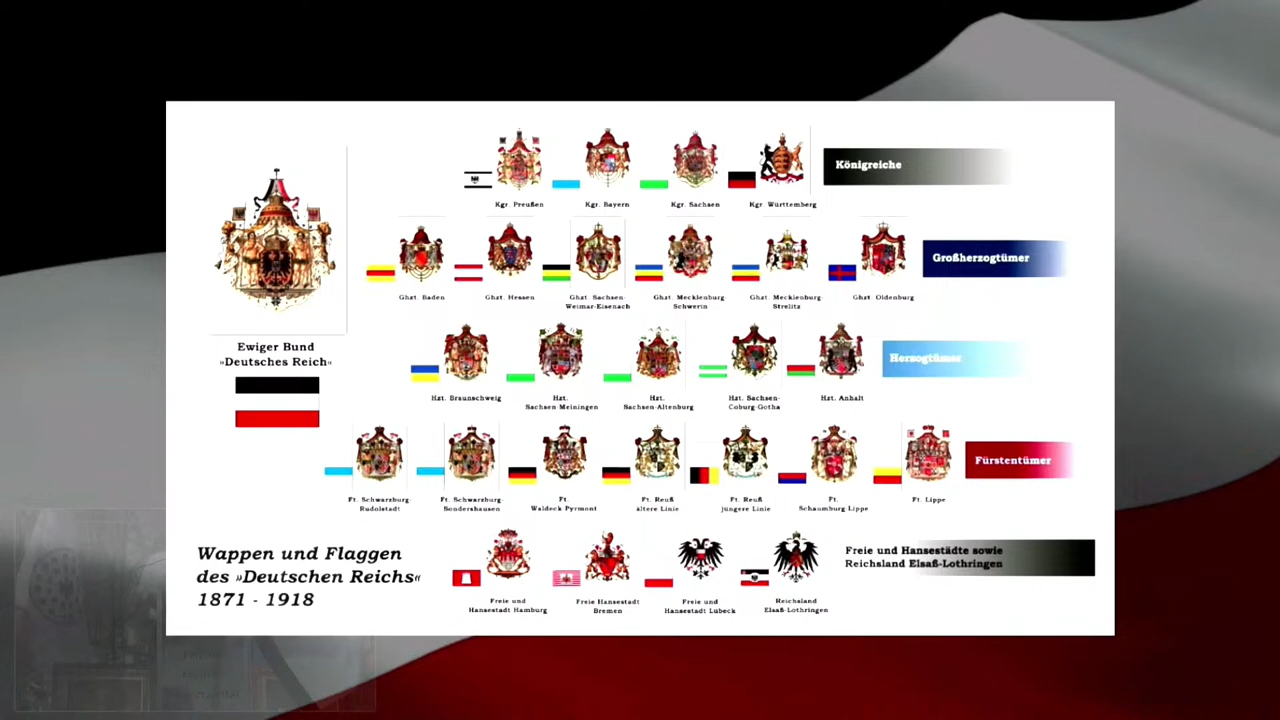 Königreiche
Kgr. Preußen
Kgr. Bayern
Kgr. Sachsen
Kgr. Württemberg
Großherzogtümer
Ghzt. Baden
Ghzt. Hessen
Ghzt. Sachsen-
Weimar-Eisenach
Ghzt. Mecklenburg
Schwerin
Ghzt. Mecklenburg
Strelitz
Ghzt. Oldenburg
Ewiger Bund
»Deutsches Reich«
Herzogtümer
Hzt. Braunschweig
Hzt.
Sachsen-Meiningen
Hzt.
Sachsen-Altenburg
Hzt. Sachsen-
Coburg-Gotha
Hzt. Anhalt
Fürstentümer
Ft. Schwarzburg-
Rudolstadt
Ft. Schwarzburg-
Sondershausen
Ft.
Waldeck Pyrmont
Ft. Reuß
ältere Linie
Ft. Reuß
jüngere Linie
Ft.
Schaumburg-Lippe
Ft. Lippe
Wappen und Flaggen
des »Deutschen Reichs«
1871 - 1918
Freie und
Hansestadt Hamburg
Freie Hansestadt
Bremen
Freie und
Hansestadt Lübeck
Reichsland
Elsaß-Lothringen
Freie und Hansestädte sowie
Reichsland Elsaß-Lothringen